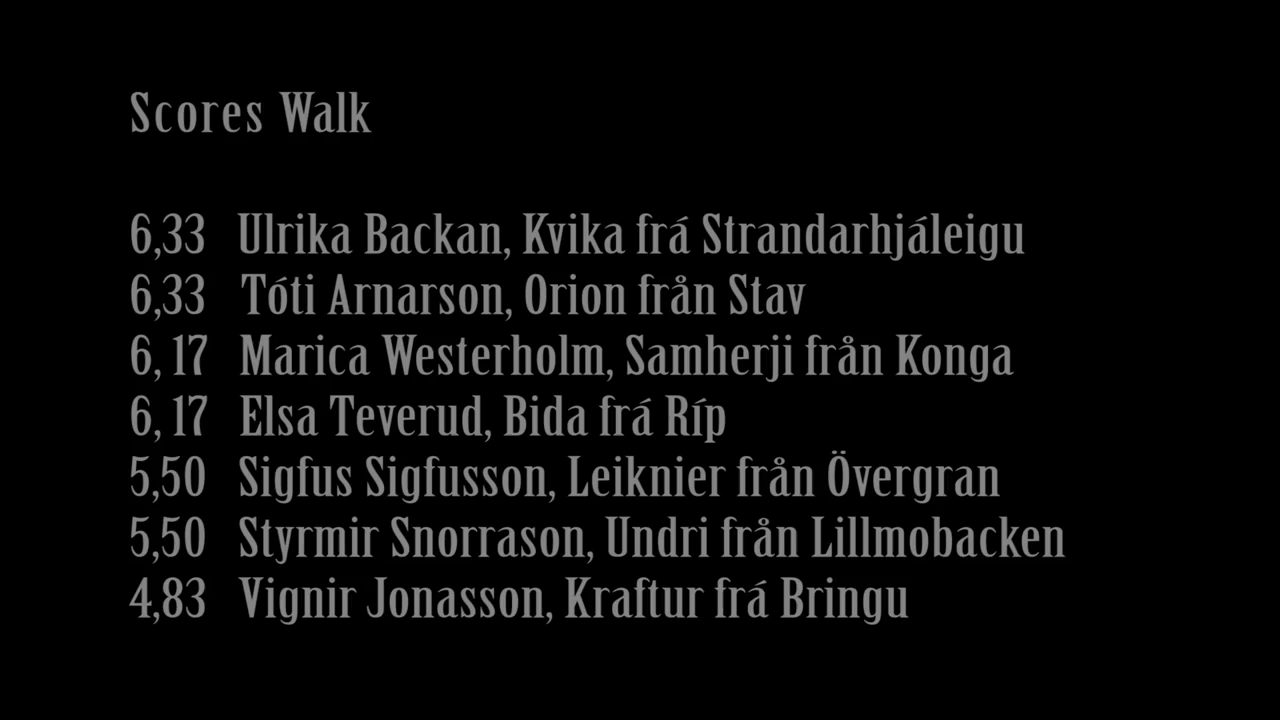 Scores Walk
6,33 Ulrika Backan, Kvika frá Strandarhjáleigu
6,33 Tóti Arnarson, Orion från Stav
6, 17 Marica Westerholm, Samherji från Konga
6, 17 Elsa Teverud, Bida frá Ríp
5,50 Sigfus Sigfusson, Leiknier från Övergran
5,50 Styrmir Snorrason, Undri från Lillmobacken
4,83 Vignir Jonasson, Kraftur frá Bringu